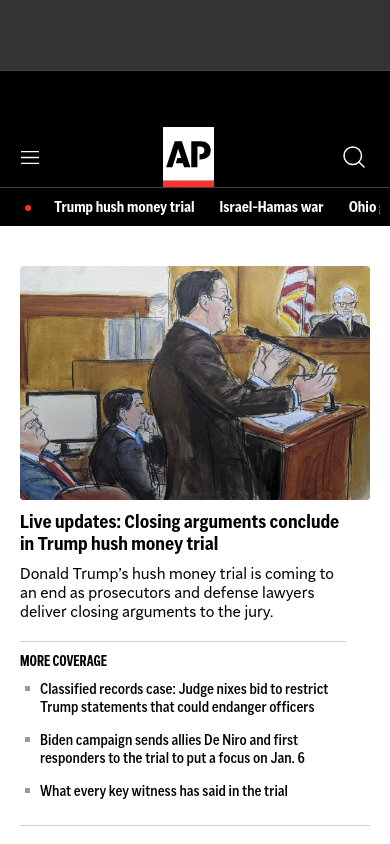 AP
Trump hush money trial Israel-Hamas war Ohio
Live updates: Closing arguments conclude
in Trump hush money trial
Donald Trump’s hush money trial is coming to
an end as prosecutors and defense lawyers
deliver closing arguments to the jury.
MORE COVERAGE
Classified records case: Judge nixes bid to restrict
Trump statements that could endanger officers
Biden campaign sends allies De Niro and first
responders to the trial to put a focus on Jan. 6
What every key witness has said in the trial